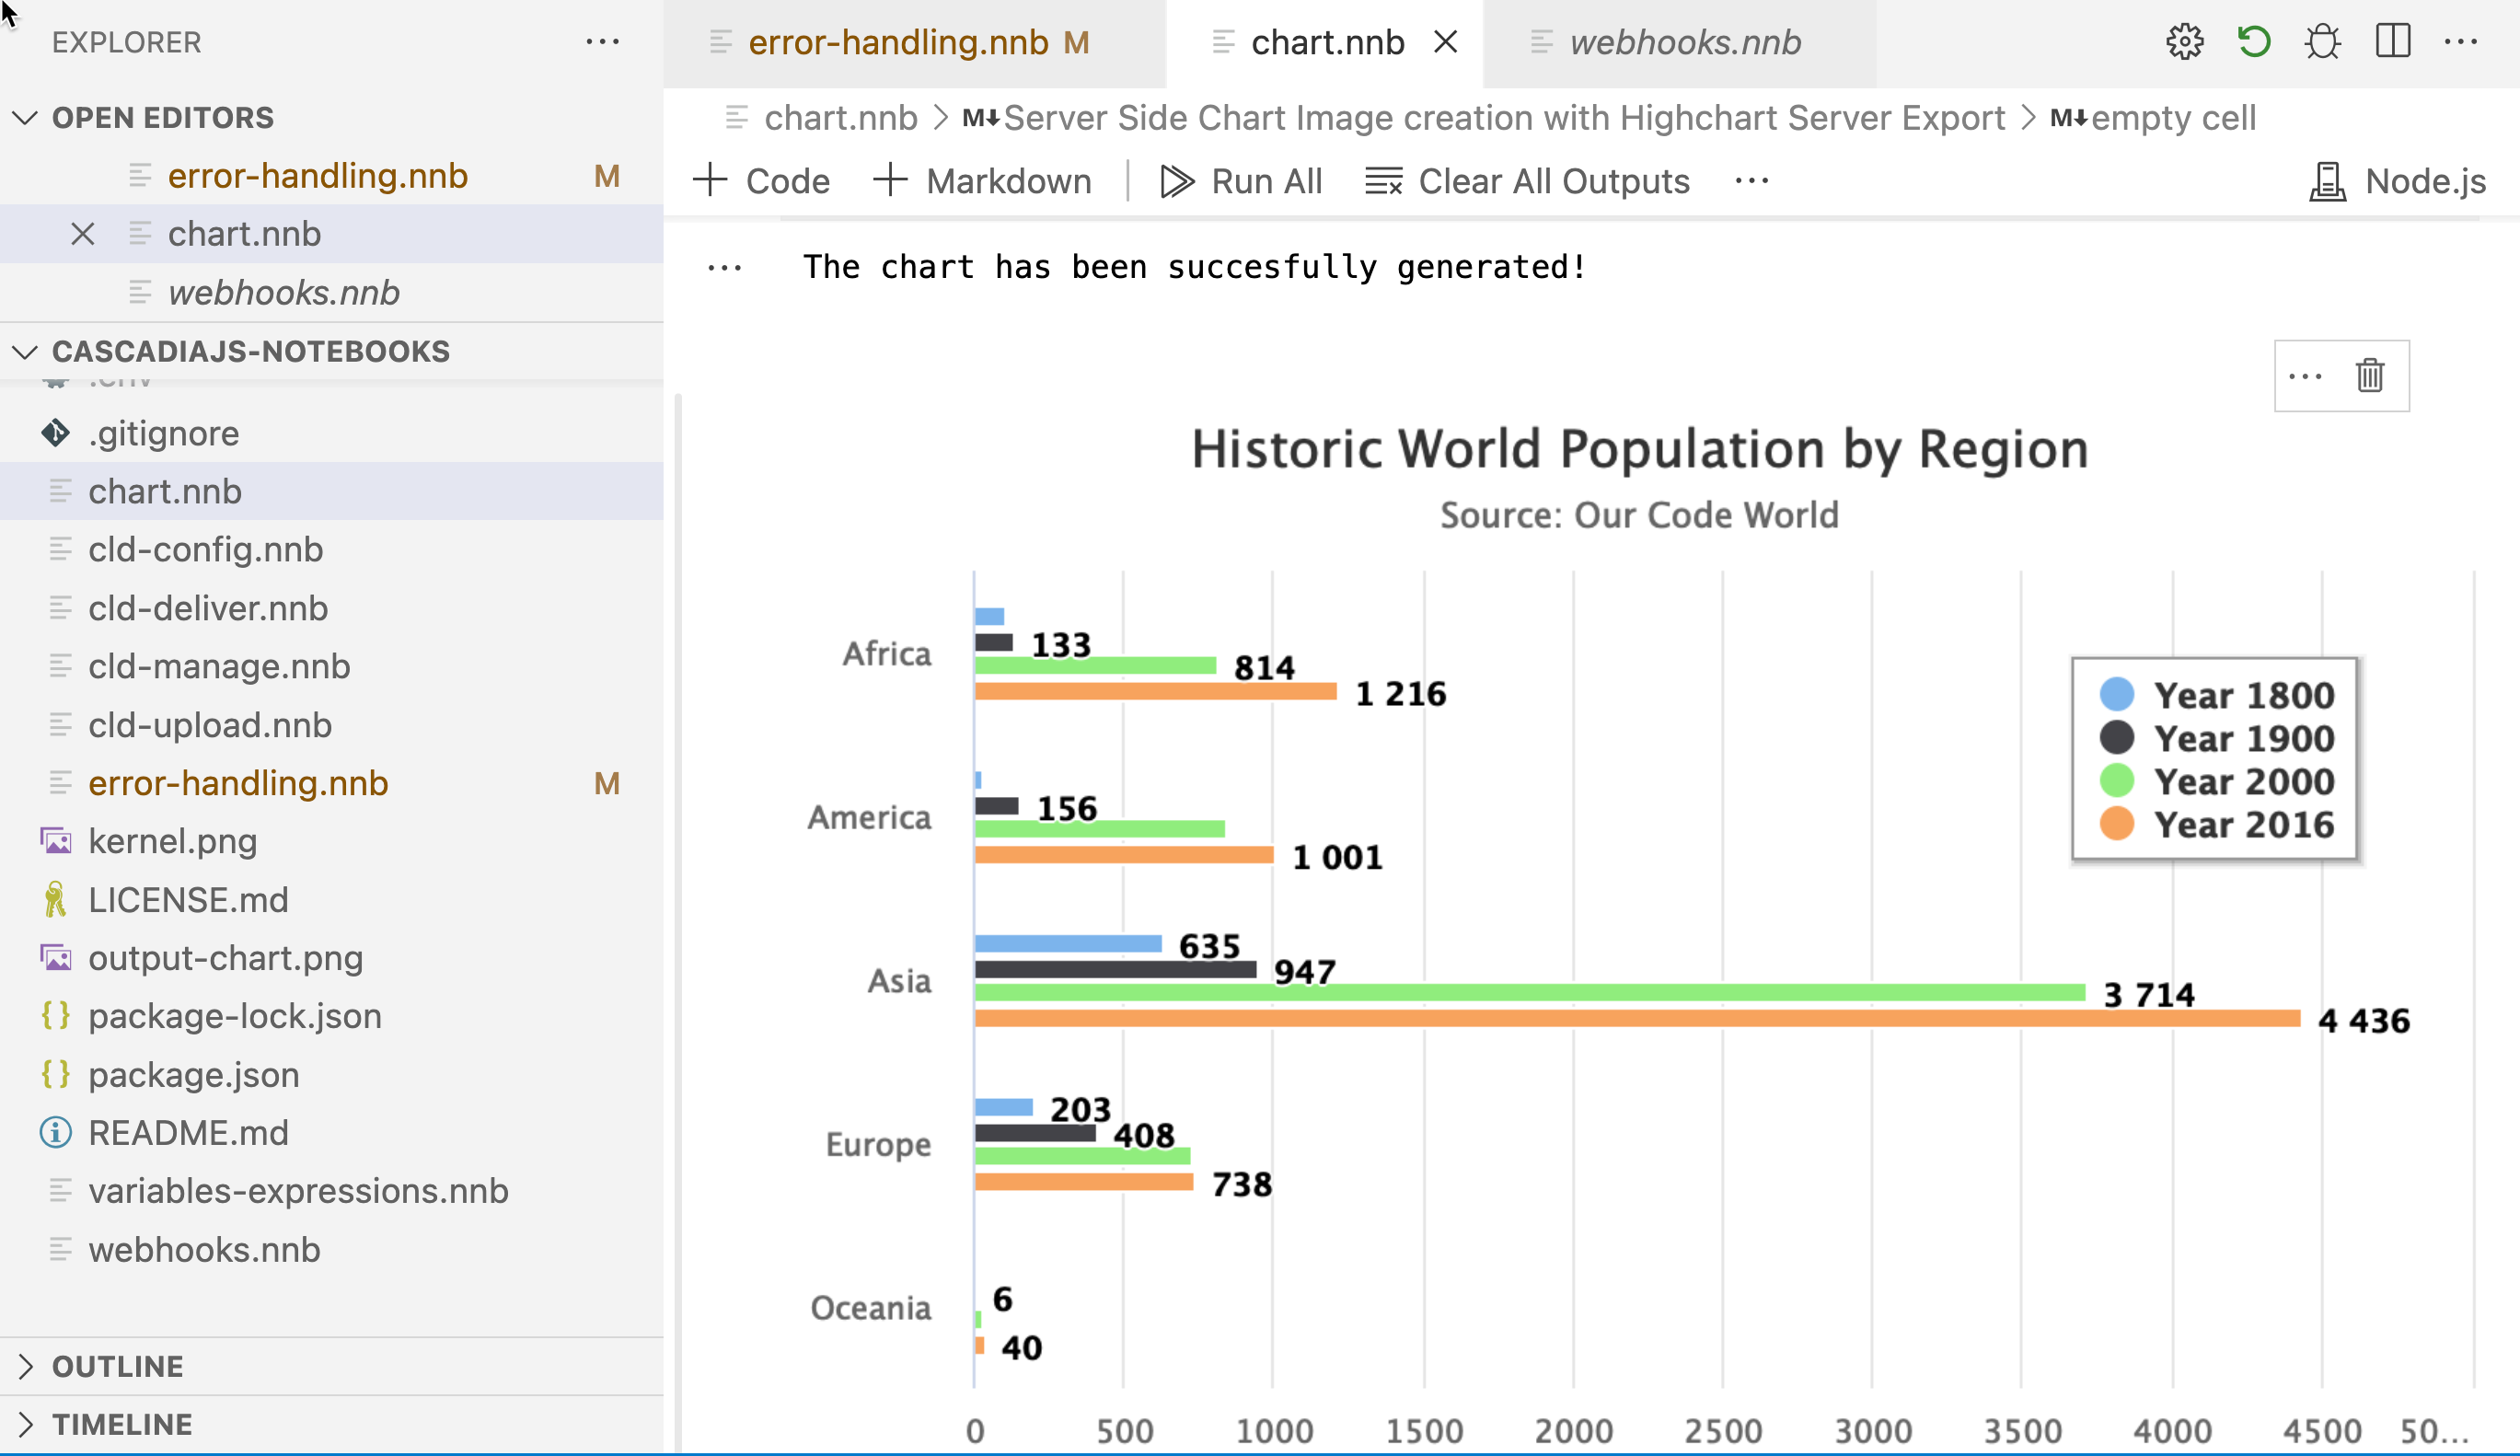 EXPLORER
OPEN EDITORS
error-handling.nnb M
chart.nnb
webhooks.nnb
CASCADIAJS-NOTEBOOKS
.env
.gitignore
chart.nnb
cld-config.nnb
cld-deliver.nnb
cld-manage.nnb
cld-upload.nnb
error-handling.nnb M
kernel.png
LICENSE.md
output-chart.png
package-lock.json
package.json
README.md
variables-expressions.nnb
webhooks.nnb
OUTLINE
TIMELINE
error-handling.nnb M chart.nnb webhooks.nnb
chart.nnb > M↓Server Side Chart Image creation with Highchart Server Export > M↓empty cell
Code Markdown Run All Clear All Outputs ··· Node.js
The chart has been succesfully generated!
Historic World Population by Region
Source: Our Code World
Africa
133
814
1 216
America
156
1 001
Asia
635
947
3 714
4 436
Europe
203
408
738
Oceania
6
40
Year 1800
Year 1900
Year 2000
Year 2016
0 500 1000 1500 2000 2500 3000 3500 4000 4500 50...